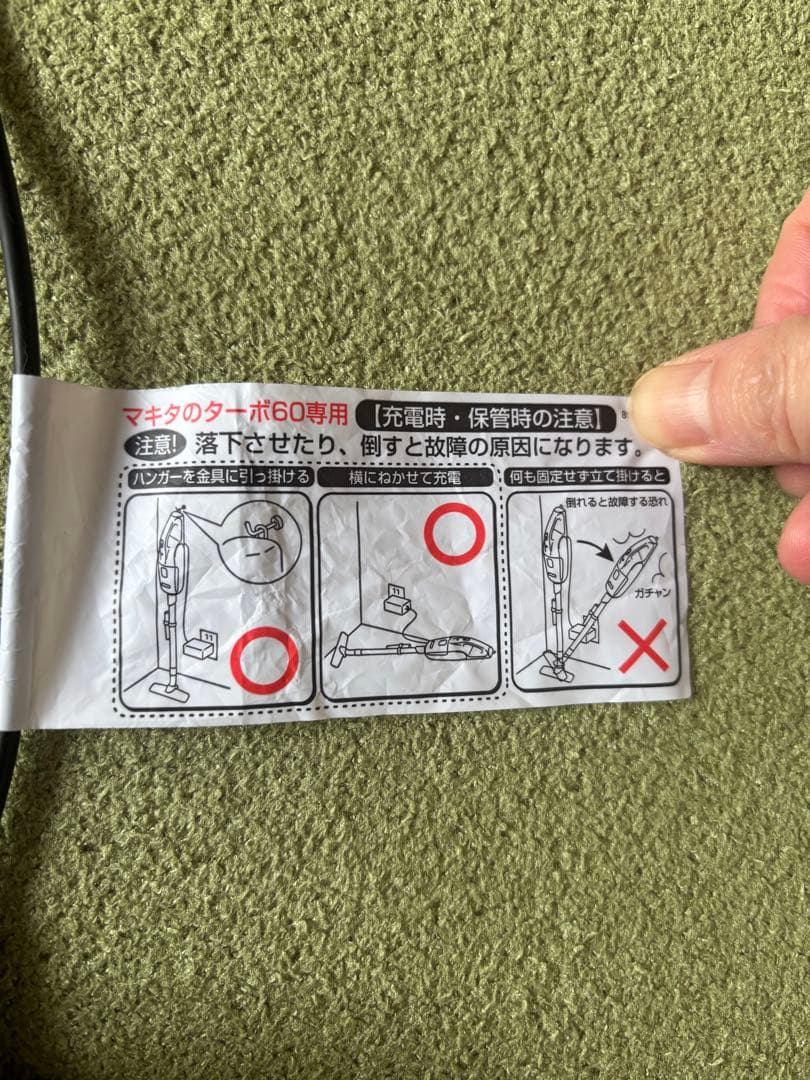 マキタのターボ60専用 【充電時・保管時の注意】
注意! 落下させたり、倒すと故障の原因になります。
ハンガーを金具に引っ掛ける
横にねかせて充電
何も固定せず立て掛けると
倒れると故障する恐れ
ガチャン